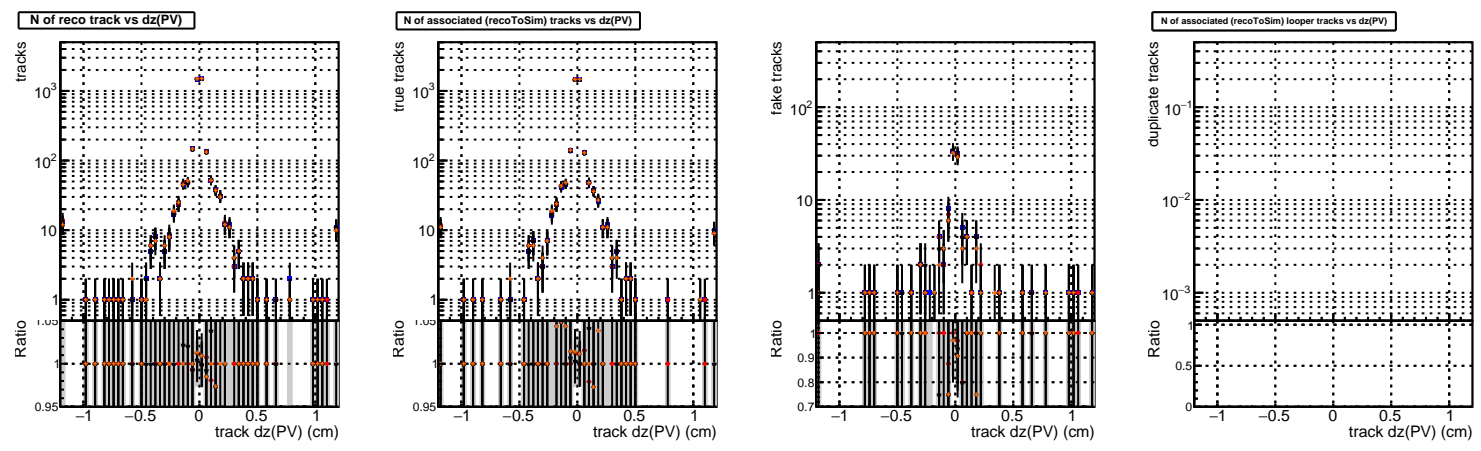 N of reco track vs dz(PV)
tracks
10³
10²
10
1
Ratio
1.05
1
0.95
−1 −0.5 0 0.5 1
track dz(PV) (cm)
N of associated (recoToSim) tracks vs dz(PV)
true tracks
10³
10²
10
1
Ratio
1.05
1
0.95
−1 −0.5 0 0.5 1
track dz(PV) (cm)
fake tracks
10²
10
1
Ratio
1
0.9
0.8
0.7
−1 −0.5 0 0.5 1
track dz(PV) (cm)
N of associated (recoToSim) looper tracks vs dz(PV)
duplicate tracks
10⁻¹
10⁻²
10⁻³
Ratio
1
0.5
0
−1 −0.5 0 0.5 1
track dz(PV) (cm)